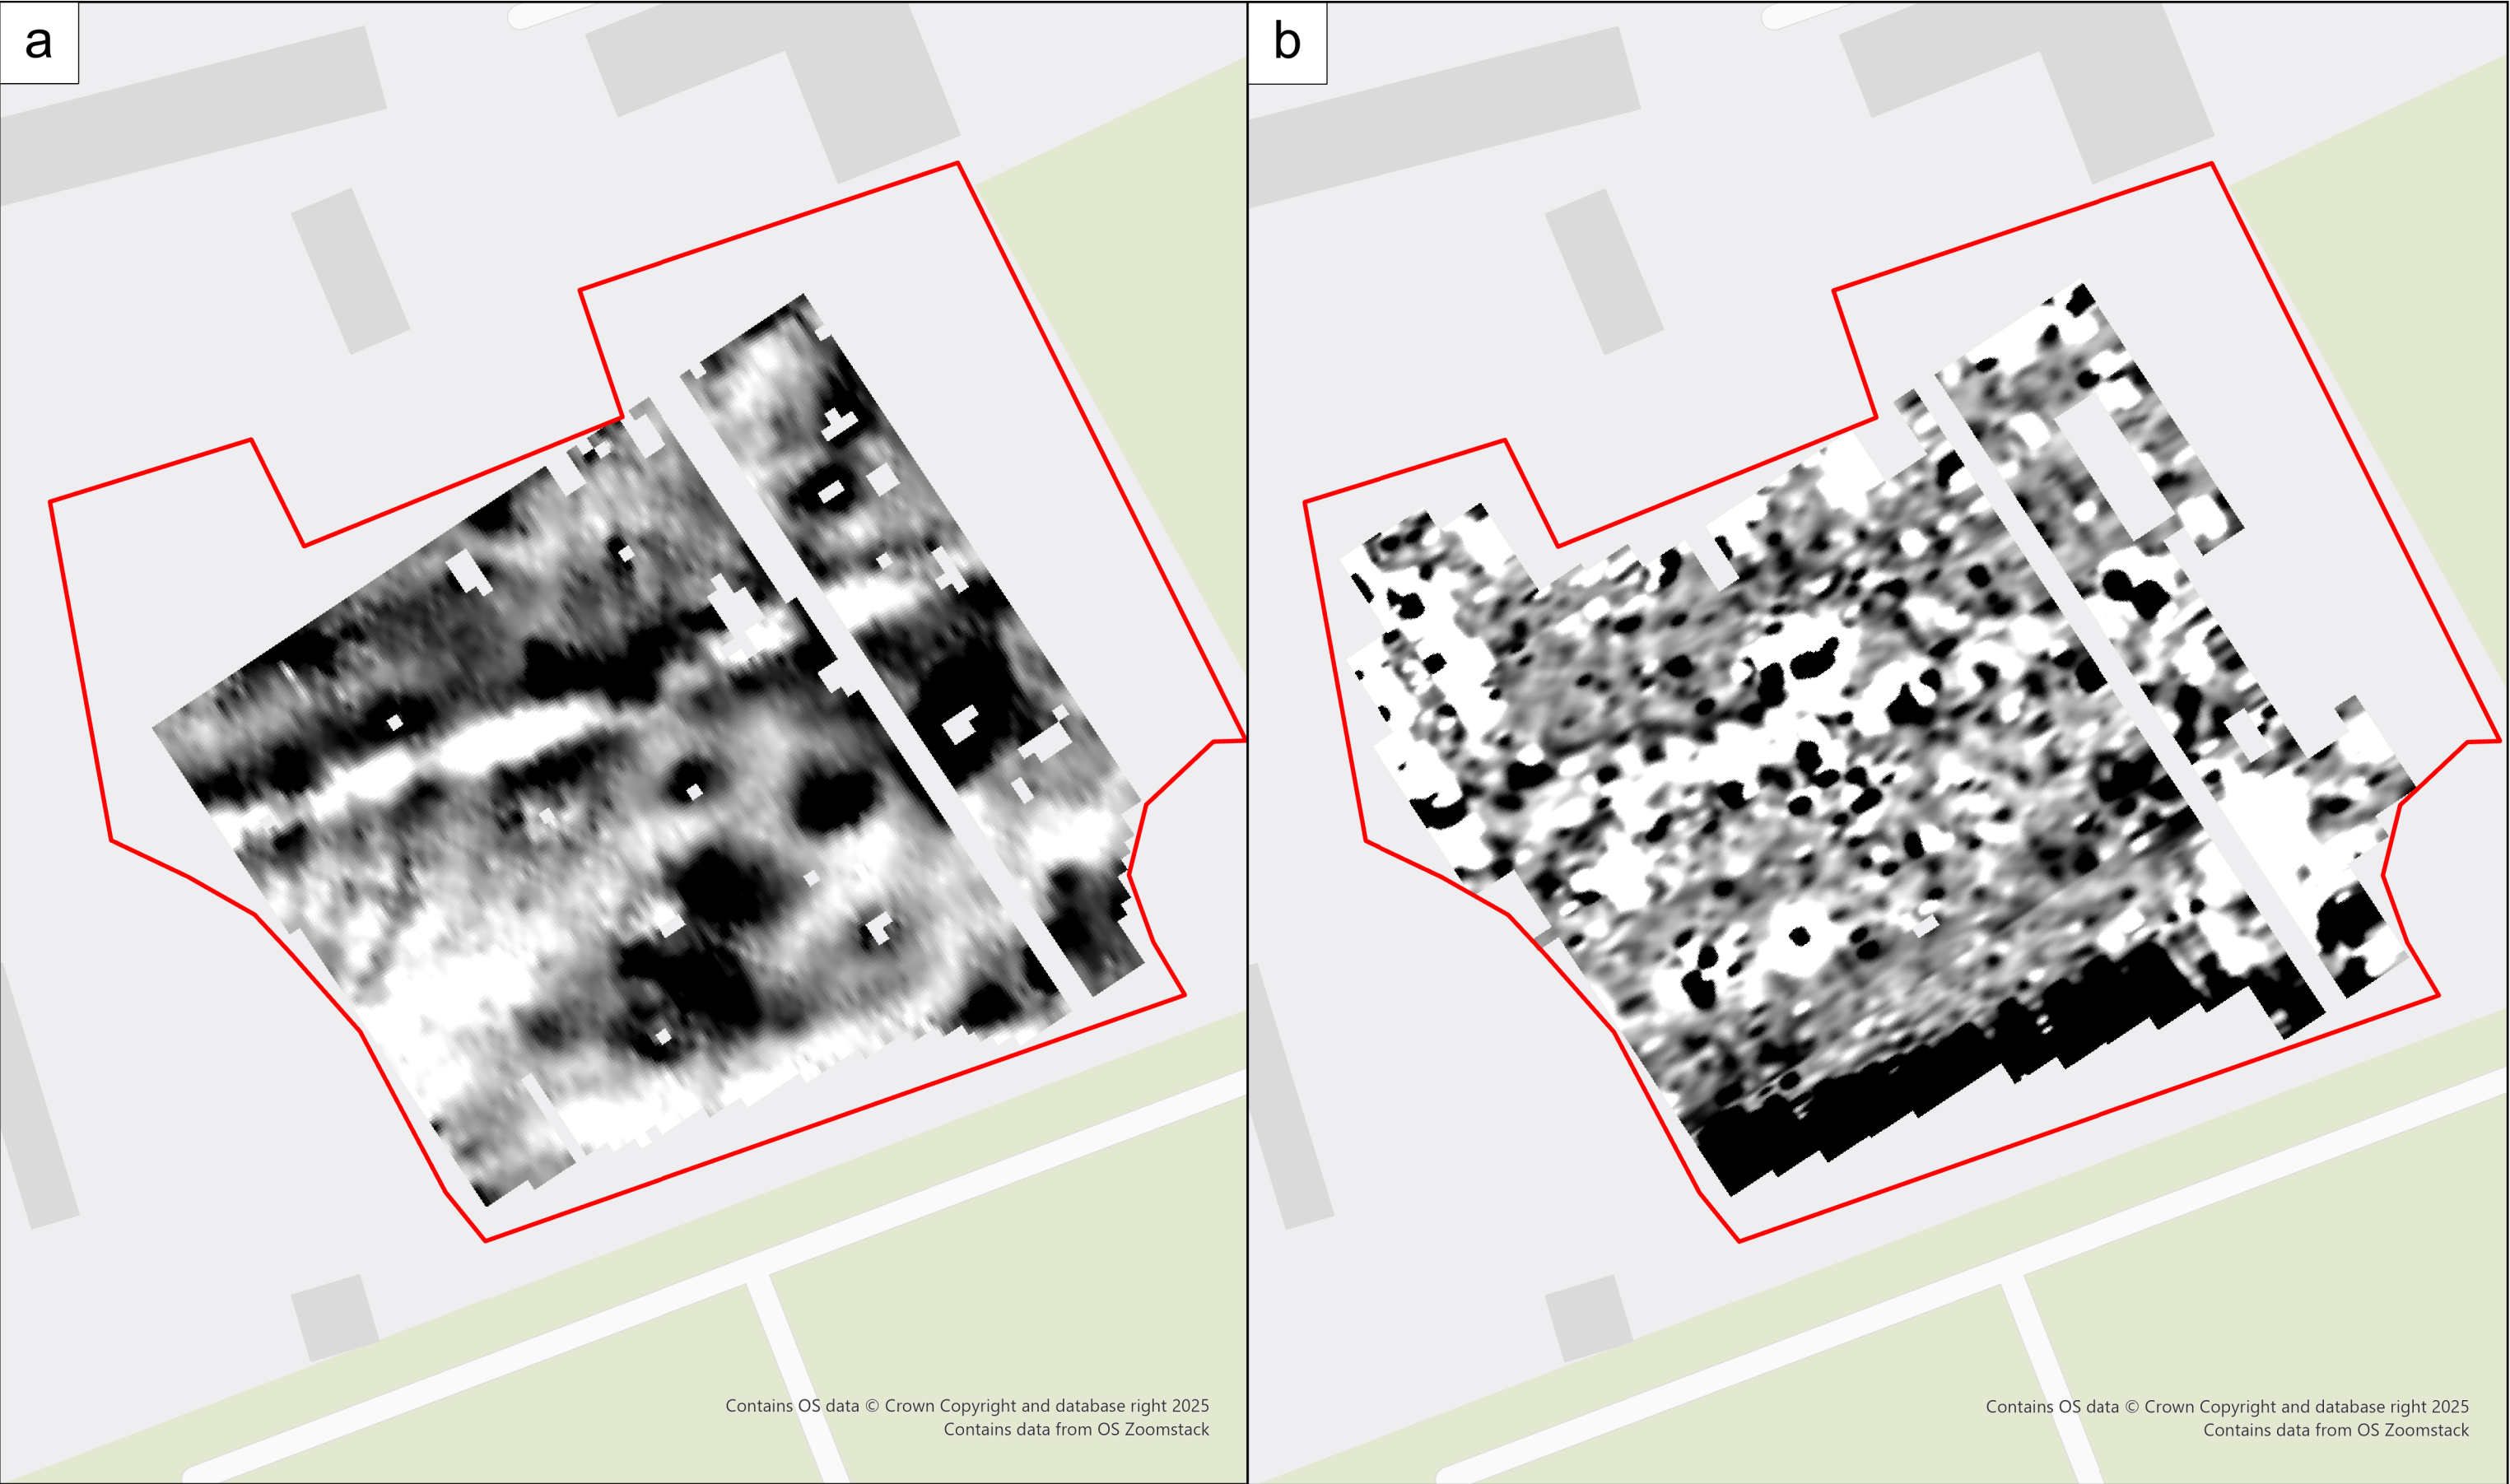 a
b
Contains OS data © Crown Copyright and database right 2025
Contains data from OS Zoomstack
Contains OS data © Crown Copyright and database right 2025
Contains data from OS Zoomstack